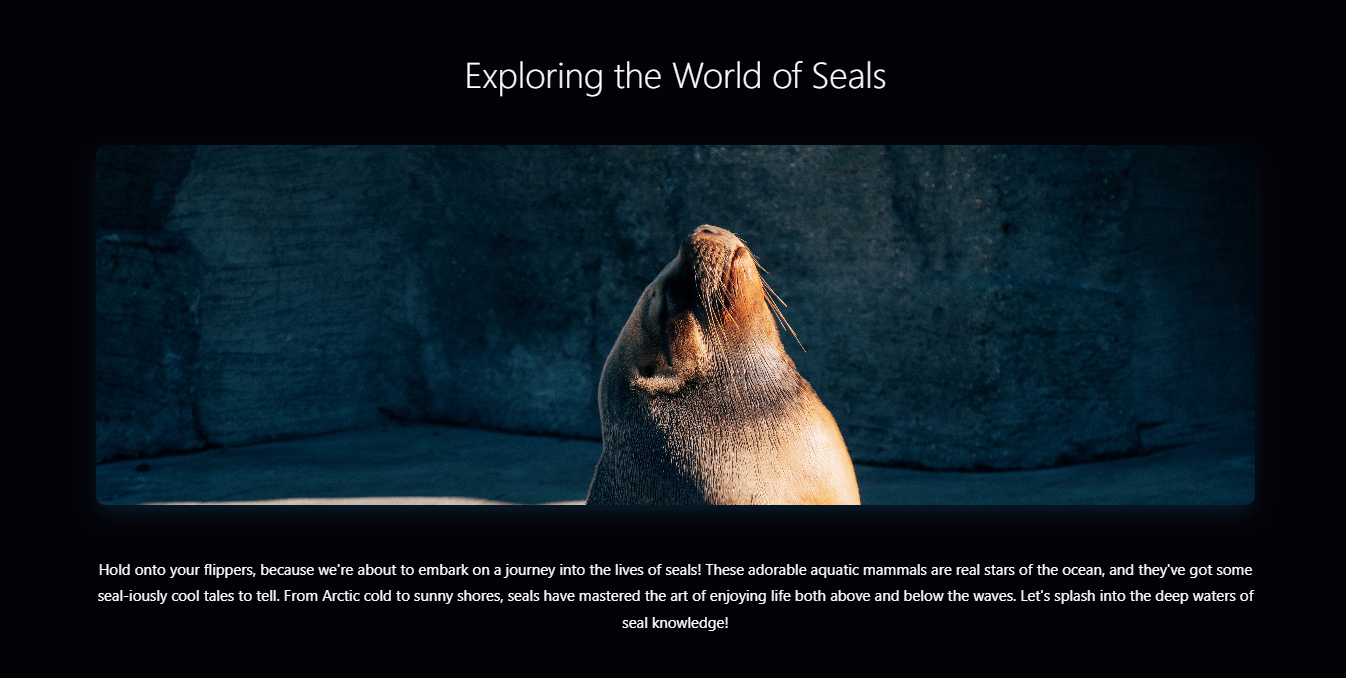 Exploring the World of Seals
Hold onto your flippers, because we're about to embark on a journey into the lives of seals! These adorable aquatic mammals are real stars of the ocean, and they've got some
seal-iously cool tales to tell. From Arctic cold to sunny shores, seals have mastered the art of enjoying life both above and below the waves. Let's splash into the deep waters of
seal knowledge!